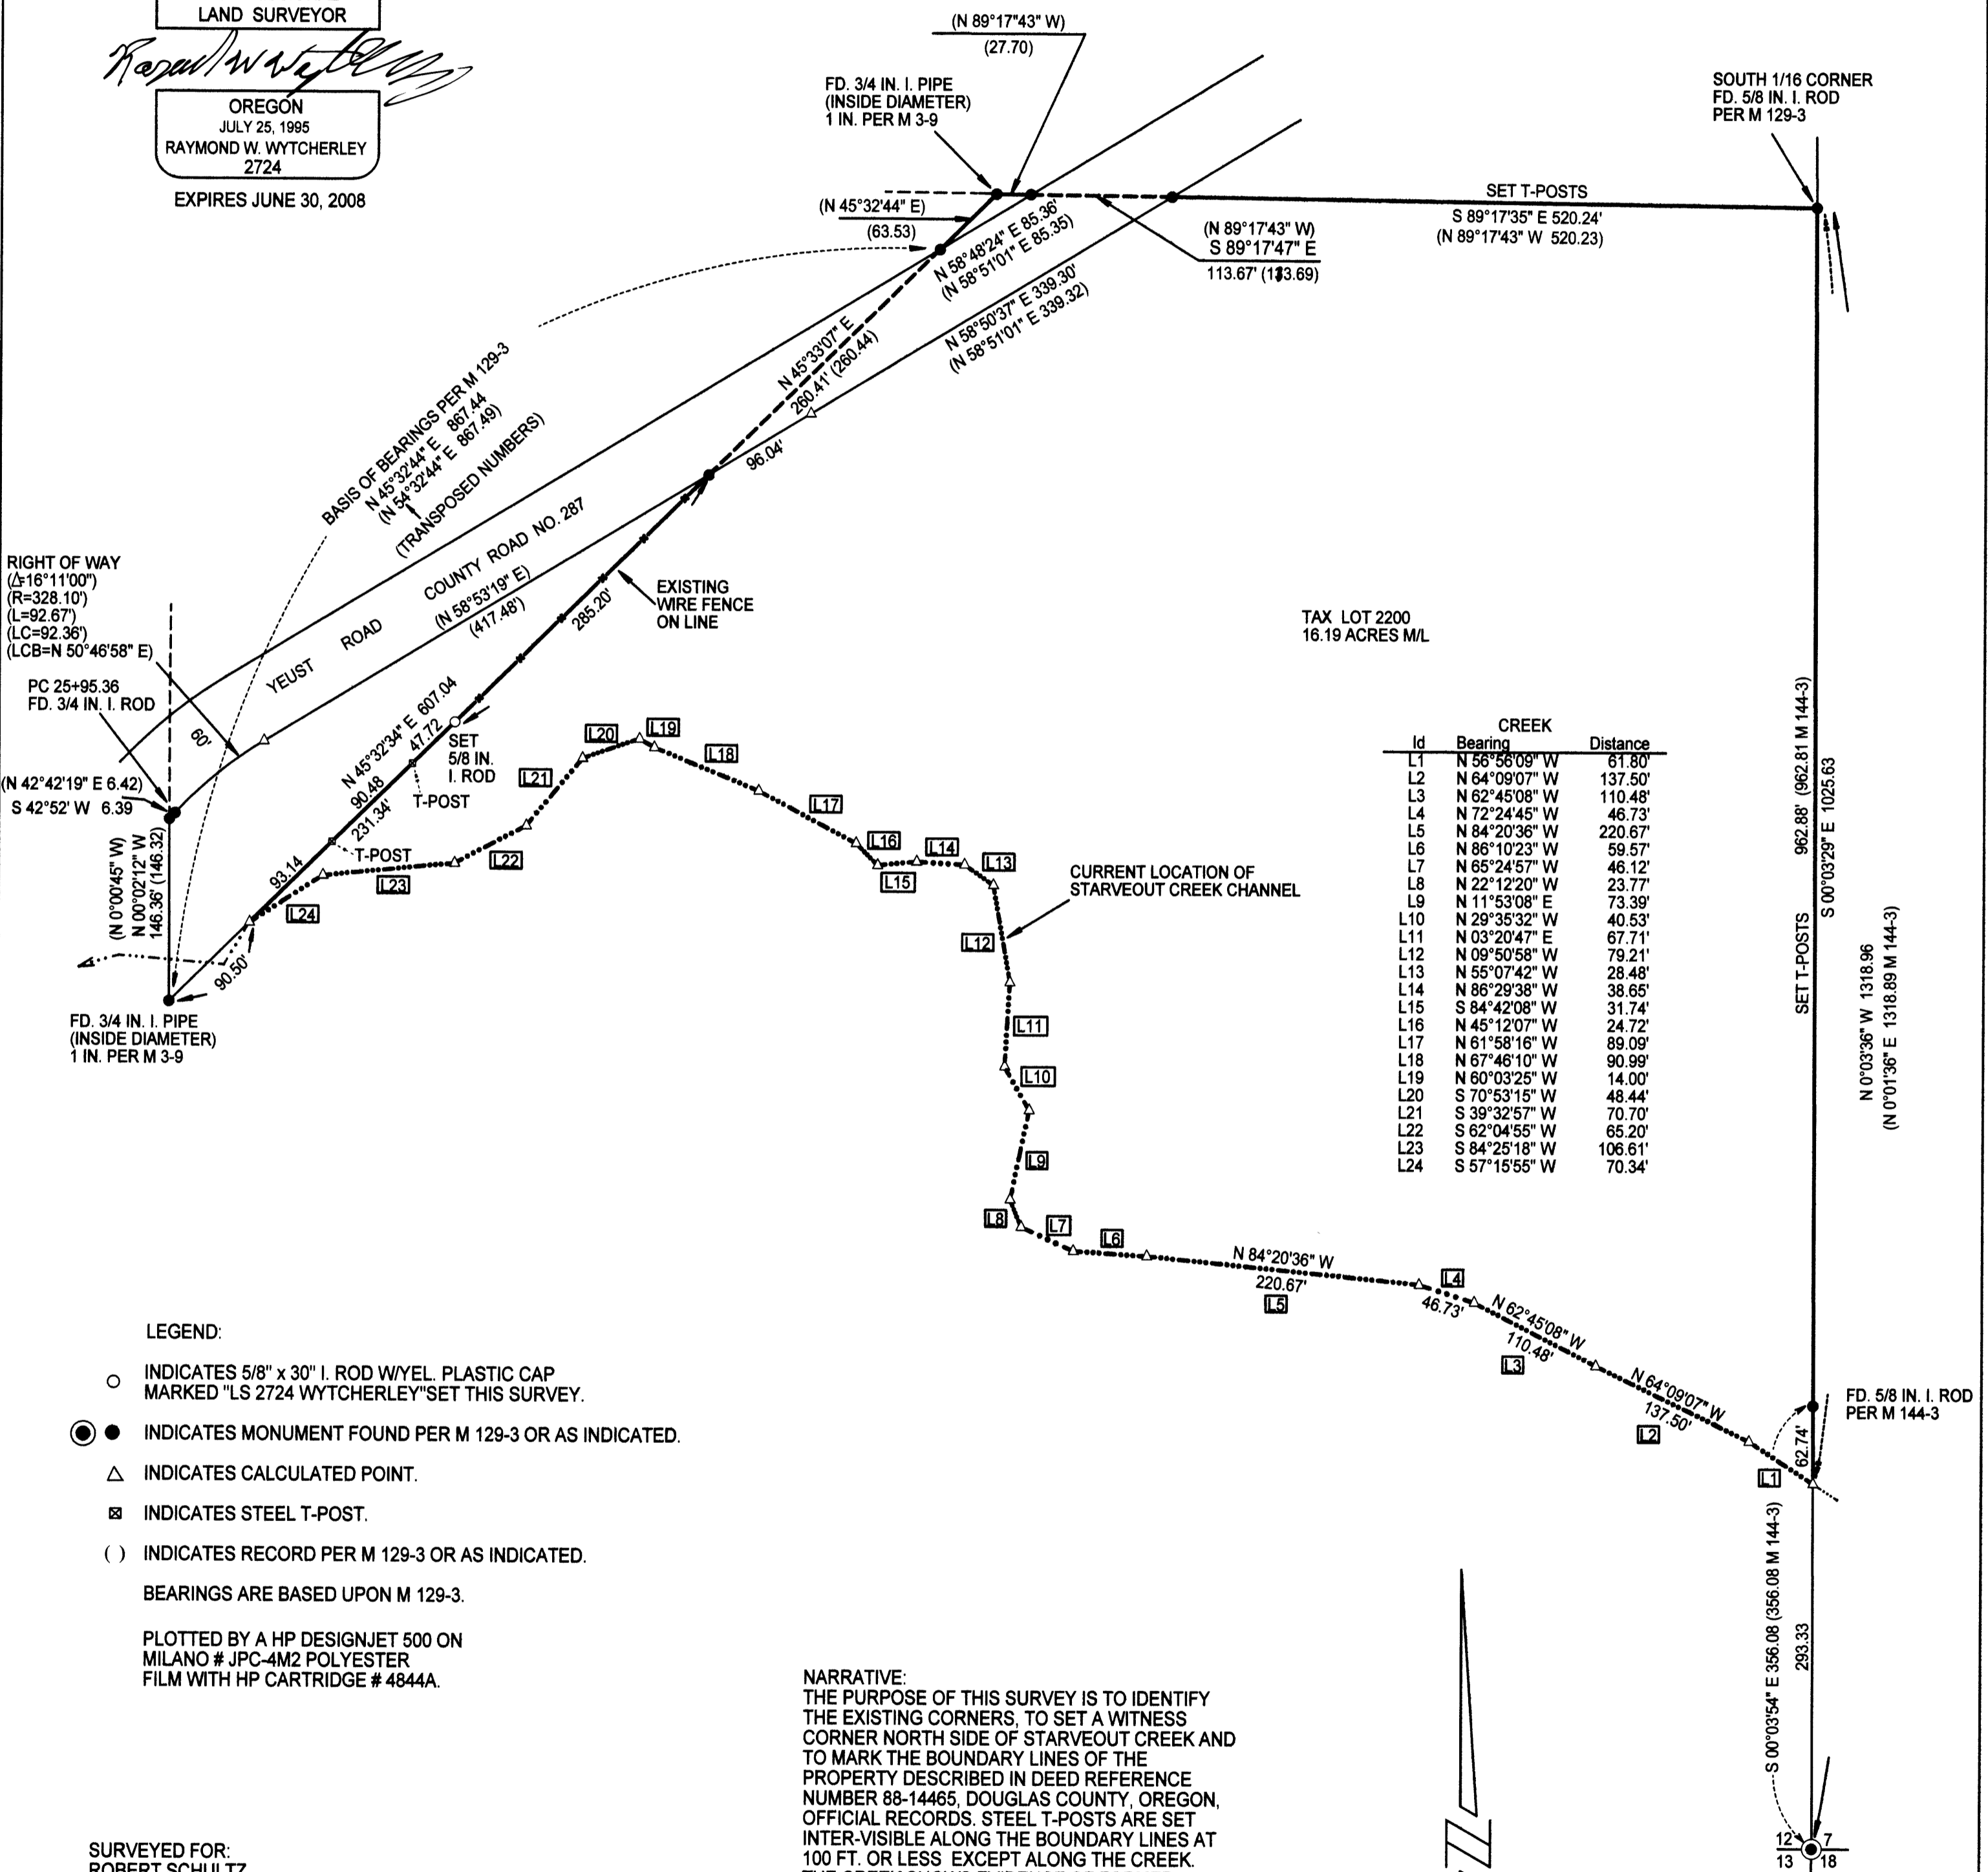 LAND SURVEYOR
OREGON
JULY 25, 1995
RAYMOND W. WYTCHERLEY
2724
EXPIRES JUNE 30, 2008
(N 89°17'43" W)
(27.70)
FD. 3/4 IN. I. PIPE
(INSIDE DIAMETER)
1 IN. PER M 3-9
SOUTH 1/16 CORNER
FD. 5/8 IN. I. ROD
PER M 129-3
(N 45°32'44" E)
(63.53)
N 58°48'24" E 85.36'
(N 58°51'01" E 85.35)
(N 89°17'43" W)
S 89°17'47" E
113.67' (113.69)
SET T-POSTS
S 89°17'35" E 520.24'
(N 89°17'43" W 520.23)
N 58°50'37" E 339.30'
(N 58°51'01" E 339.32)
N 45°33'07" E
260.41' (260.44)
96.04'
BASIS OF BEARINGS PER M 129-3
N 45°32'44" E 867.44
(N 54°32'44" E 867.49)
(TRANSPOSED NUMBERS)
YEUST ROAD COUNTY ROAD NO. 287
(N 58°53'19" E)
(417.48')
EXISTING
WIRE FENCE
ON LINE
285.20'
RIGHT OF WAY
(Δ=16°11'00")
(R=328.10')
(L=92.67')
(LC=92.36')
(LCB=N 50°46'58" E)
PC 25+95.36
FD. 3/4 IN. I. ROD
60'
(N 42°42'19" E 6.42)
S 42°52' W 6.39
(N 0°00'45" W)
N 00°02'12" W
146.36' (146.32)
N 45°32'34" E 607.04
47.72
90.48
231.34'
93.14
90.50'
SET
5/8 IN.
I. ROD
T-POST
T-POST
FD. 3/4 IN. I. PIPE
(INSIDE DIAMETER)
1 IN. PER M 3-9
L24
L23
L22
L21
L20
L19
L18
L17
L16
L15
L14
L13
L12
L11
L10
L9
L8
L7
L6
N 84°20'36" W
220.67'
L5
L4
46.73'
N 62°45'08" W
110.48'
L3
N 64°09'07" W
137.50'
L2
L1
CURRENT LOCATION OF
STARVEOUT CREEK CHANNEL
TAX LOT 2200
16.19 ACRES M/L
CREEK
Id Bearing Distance
L1 N 56°56'09" W 61.80'
L2 N 64°09'07" W 137.50'
L3 N 62°45'08" W 110.48'
L4 N 72°24'45" W 46.73'
L5 N 84°20'36" W 220.67'
L6 N 86°10'23" W 59.57'
L7 N 65°24'57" W 46.12'
L8 N 22°12'20" W 23.77'
L9 N 11°53'08" E 73.39'
L10 N 29°35'32" W 40.53'
L11 N 03°20'47" E 67.71'
L12 N 09°50'58" W 79.21'
L13 N 55°07'42" W 28.48'
L14 N 86°29'38" W 38.65'
L15 S 84°42'08" W 31.74'
L16 N 45°12'07" W 24.72'
L17 N 61°58'16" W 89.09'
L18 N 67°46'10" W 90.99'
L19 N 60°03'25" W 14.00'
L20 S 70°53'15" W 48.44'
L21 S 39°32'57" W 70.70'
L22 S 62°04'55" W 65.20'
L23 S 84°25'18" W 106.61'
L24 S 57°15'55" W 70.34'
SET T-POSTS 962.88' (962.81 M 144-3)
S 00°03'29" E 1025.63
N 0°03'36" W 1318.96
(N 0°01'36" E 1318.89 M 144-3)
FD. 5/8 IN. I. ROD
PER M 144-3
62.74'
S 00°03'54" E 356.08 (356.08 M 144-3)
293.33
12 7
13 18
LEGEND:
INDICATES 5/8" x 30" I. ROD W/YEL. PLASTIC CAP
MARKED "LS 2724 WYTCHERLEY"SET THIS SURVEY.
INDICATES MONUMENT FOUND PER M 129-3 OR AS INDICATED.
INDICATES CALCULATED POINT.
INDICATES STEEL T-POST.
( ) INDICATES RECORD PER M 129-3 OR AS INDICATED.
BEARINGS ARE BASED UPON M 129-3.
PLOTTED BY A HP DESIGNJET 500 ON
MILANO # JPC-4M2 POLYESTER
FILM WITH HP CARTRIDGE # 4844A.
NARRATIVE:
THE PURPOSE OF THIS SURVEY IS TO IDENTIFY
THE EXISTING CORNERS, TO SET A WITNESS
CORNER NORTH SIDE OF STARVEOUT CREEK AND
TO MARK THE BOUNDARY LINES OF THE
PROPERTY DESCRIBED IN DEED REFERENCE
NUMBER 88-14465, DOUGLAS COUNTY, OREGON,
OFFICIAL RECORDS. STEEL T-POSTS ARE SET
INTER-VISIBLE ALONG THE BOUNDARY LINES AT
100 FT. OR LESS EXCEPT ALONG THE CREEK.
SURVEYED FOR:
ROBERT SCHULTZ